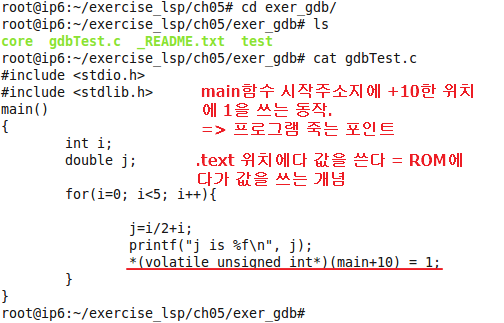 root@ip6:~/exercise_lsp/ch05# cd exer_gdb/
root@ip6:~/exercise_lsp/ch05/exer_gdb# ls
core  gdbTest.c  _README.txt  test
root@ip6:~/exercise_lsp/ch05/exer_gdb# cat gdbTest.c
#include <stdio.h>
#include <stdlib.h>
main함수 시작주소지에 +10한 위치
main()
에 1을 쓰는 동작.
{
=> 프로그램 죽는 포인트
int i;
double j;
.text 위치에다 값을 쓴다 = ROM에
다가 값을 쓰는 개념
for(i=0; i<5; i++){
j=i/2+i;
printf("j is %f\n", j);
*(volatile unsigned int*)(main+10) = 1;
}
}
root@ip6:~/exercise_lsp/ch05/exer_gdb#